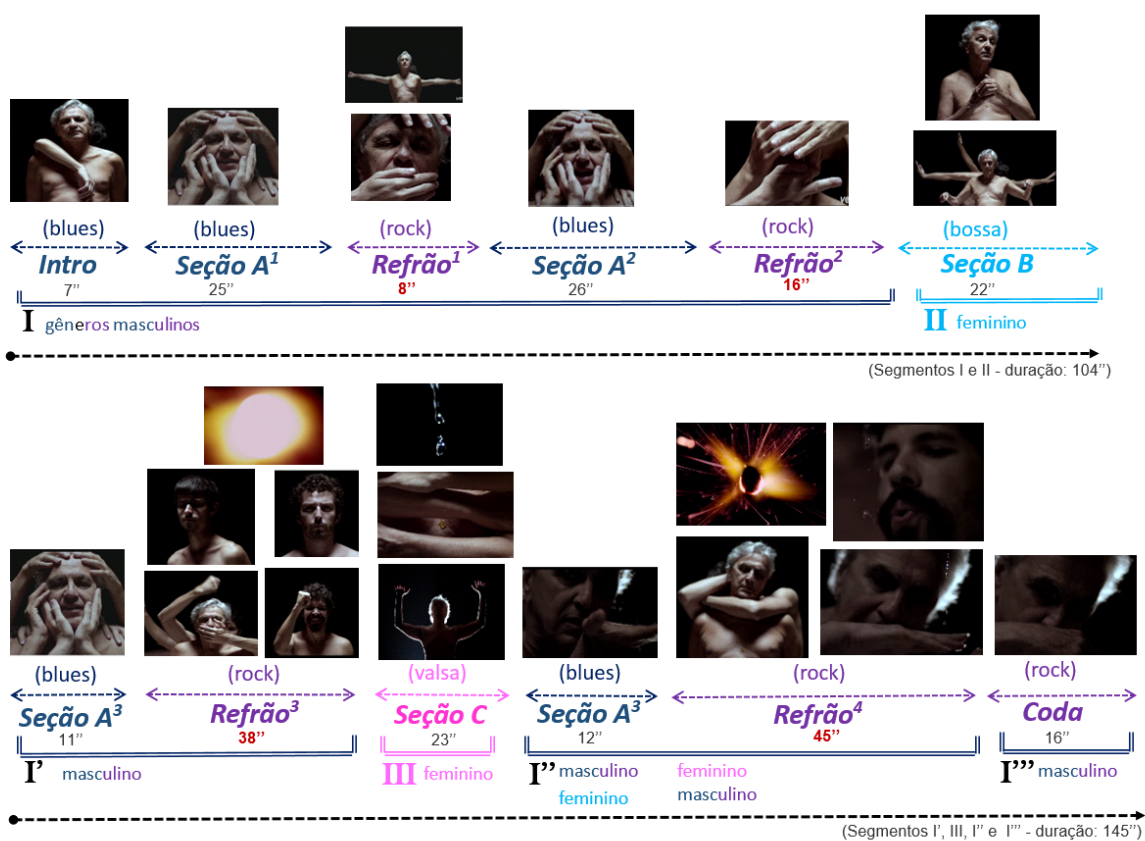 (blues) (blues) (rock) (blues) (rock) (bossa)
Intro Seção A1 Refrão1 Seção A2 Refrão2 Seção B
7’’ 25’’ 8’’ 26’’ 16’’ 22’’
I gêneros masculinos II feminino
(Segmentos I e II - duração: 104’’)
(blues) (rock) (valsa) (blues) (rock) (rock)
Seção A3 Refrão3 Seção C Seção A3 Refrão4 Coda
11’’ 38’’ 23’’ 12’’ 45’’ 16’’
I’ masculino III feminino I’’ masculino feminino I’’’ masculino
feminino masculino
(Segmentos I’, III, I’’ e I’’’ - duração: 145’’)